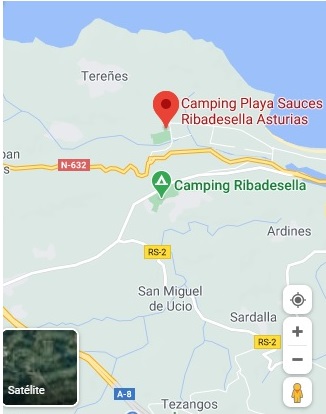 Tereñes
Camping Playa Sauces
Ribadesella Asturias
ban
N-632
Camping Ribadesella
Ardines
RS-2
San Miguel
de Ucio
Sardalla
RS-2
Satélite
A-8
Tezangos